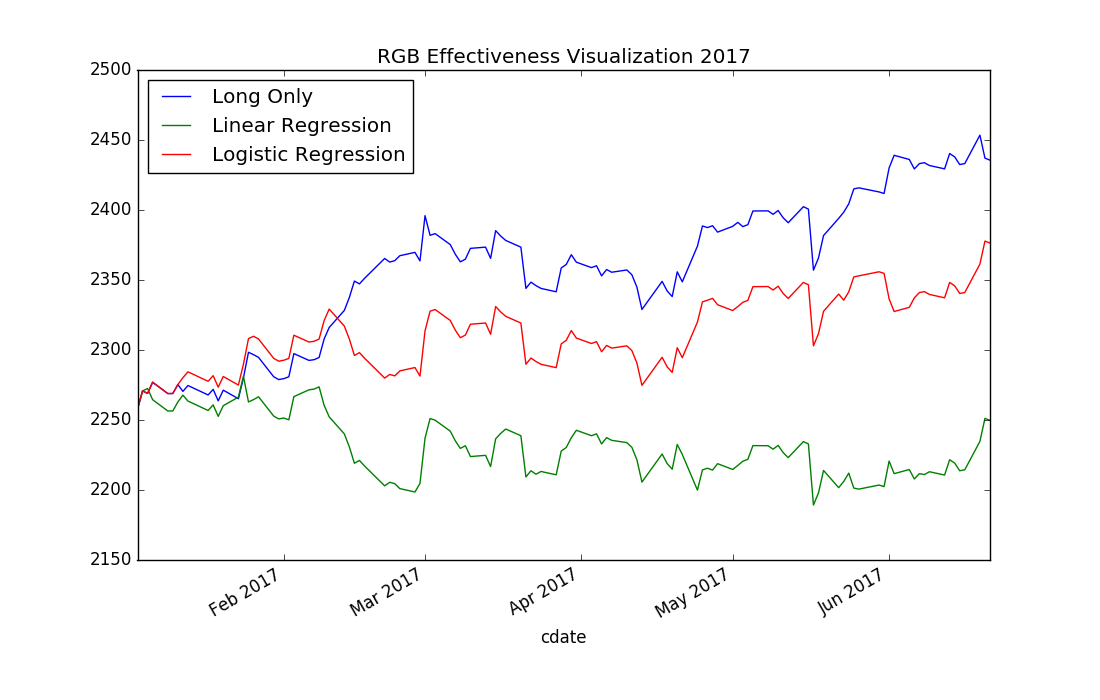 RGB Effectiveness Visualization 2017
2500
2450
2400
2350
2300
2250
2200
2150
Long Only
Linear Regression
Logistic Regression
Feb 2017
Mar 2017
Apr 2017
May 2017
Jun 2017
cdate